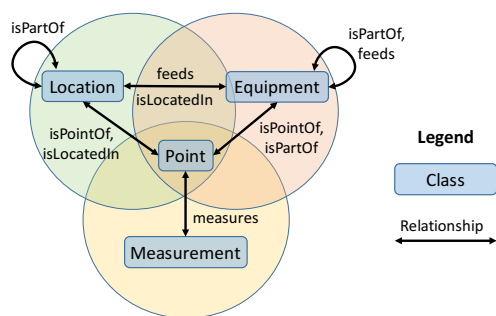 isPartOf
isPartOf,
feeds
feeds
Location
Equipment
isLocatedIn
isPointOf,
isLocatedIn
isPointOf,
isPartOf
Point
measures
Measurement
Legend
Class
Relationship